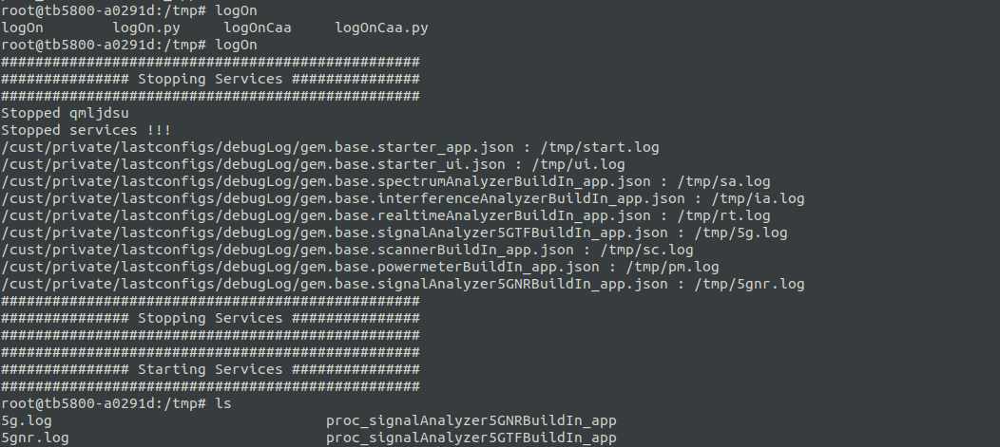 root@tb5800-a0291d:/tmp# logOn
logOn        logOn.py     logOnCaa     logOnCaa.py
root@tb5800-a0291d:/tmp# logOn
#################################################
############### Stopping Services ###############
#################################################
Stopped qmljdsu
Stopped services !!!
/cust/private/lastconfigs/debugLog/gem.base.starter_app.json : /tmp/start.log
/cust/private/lastconfigs/debugLog/gem.base.starter_ui.json : /tmp/ui.log
/cust/private/lastconfigs/debugLog/gem.base.spectrumAnalyzerBuildIn_app.json : /tmp/sa.log
/cust/private/lastconfigs/debugLog/gem.base.interferenceAnalyzerBuildIn_app.json : /tmp/ia.log
/cust/private/lastconfigs/debugLog/gem.base.realtimeAnalyzerBuildIn_app.json : /tmp/rt.log
/cust/private/lastconfigs/debugLog/gem.base.signalAnalyzer5GTFBuildIn_app.json : /tmp/5g.log
/cust/private/lastconfigs/debugLog/gem.base.scannerBuildIn_app.json : /tmp/sc.log
/cust/private/lastconfigs/debugLog/gem.base.powermeterBuildIn_app.json : /tmp/pm.log
/cust/private/lastconfigs/debugLog/gem.base.signalAnalyzer5GNRBuildIn_app.json : /tmp/5gnr.log
#################################################
############### Stopping Services ###############
#################################################
#################################################
############### Starting Services ###############
#################################################
root@tb5800-a0291d:/tmp# ls
5g.log                                proc_signalAnalyzer5GNRBuildIn_app
5gnr.log                              proc_signalAnalyzer5GTFBuildIn_app